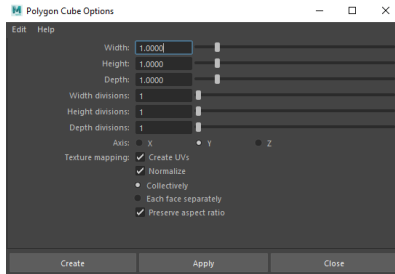 Polygon Cube Options
Edit Help
Width: 1.0000
Height: 1.0000
Depth: 1.0000
Width divisions: 1
Height divisions: 1
Depth divisions: 1
Axis: X Y Z
Texture mapping: Create UVs
Normalize
Collectively
Each face separately
Preserve aspect ratio
Create Apply Close